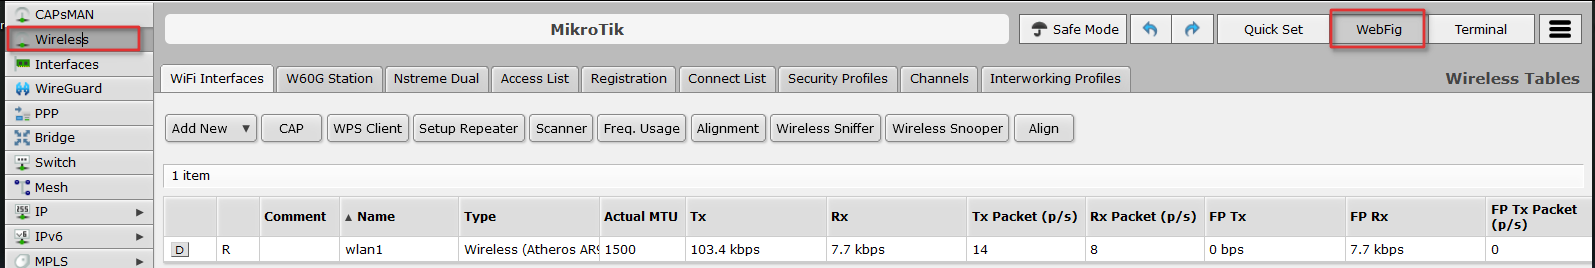 CAPsMAN
Wireless
Interfaces
WireGuard
PPP
Bridge
Switch
Mesh
IP
IPv6
MPLS
MikroTik
Safe Mode
Quick Set
WebFig
Terminal
WiFi Interfaces
W60G Station
Nstreme Dual
Access List
Registration
Connect List
Security Profiles
Channels
Interworking Profiles
Wireless Tables
Add New
CAP
WPS Client
Setup Repeater
Scanner
Freq. Usage
Alignment
Wireless Sniffer
Wireless Snooper
Align
1 item
Comment ▲ Name Type Actual MTU Tx Rx Tx Packet (p/s) Rx Packet (p/s) FP Tx FP Rx FP Tx Packet (p/s)
D R wlan1 Wireless (Atheros AR9 1500 103.4 kbps 7.7 kbps 14 8 0 bps 7.7 kbps 0